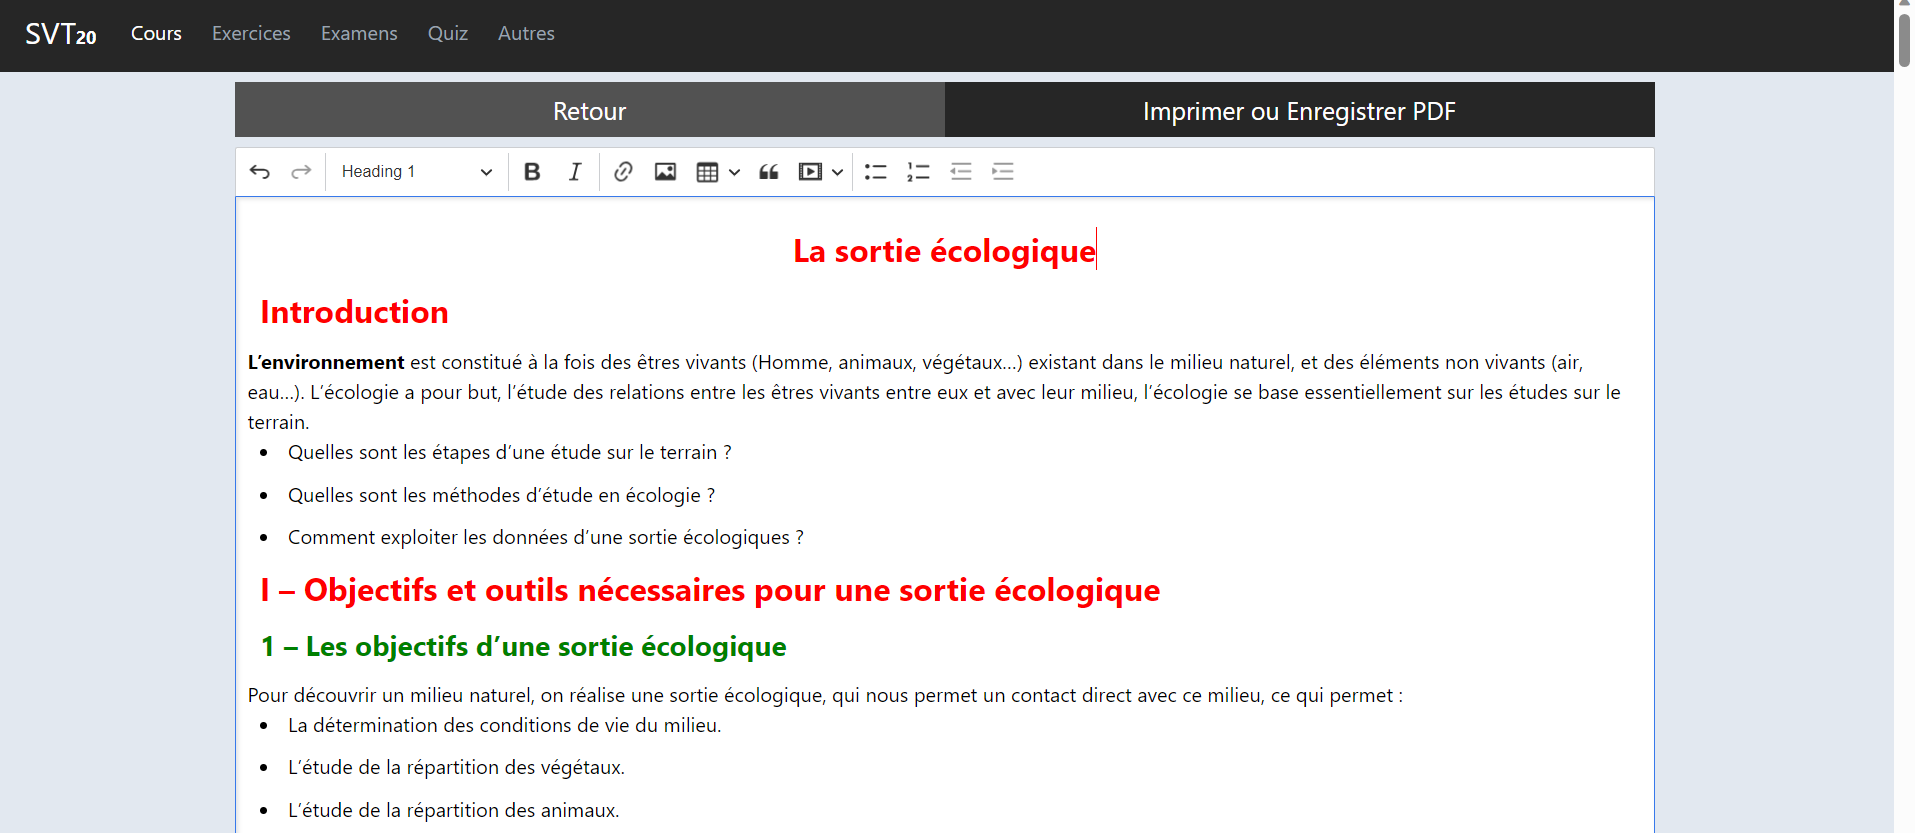 SVT20 Cours Exercices Examens Quiz Autres
Retour Imprimer ou Enregistrer PDF
Heading 1
La sortie écologique
Introduction
L’environnement est constitué à la fois des êtres vivants (Homme, animaux, végétaux…) existant dans le milieu naturel, et des éléments non vivants (air,
eau…). L’écologie a pour but, l’étude des relations entre les êtres vivants entre eux et avec leur milieu, l’écologie se base essentiellement sur les études sur le
terrain.
• Quelles sont les étapes d’une étude sur le terrain ?
• Quelles sont les méthodes d’étude en écologie ?
• Comment exploiter les données d’une sortie écologiques ?
I – Objectifs et outils nécessaires pour une sortie écologique
1 – Les objectifs d’une sortie écologique
Pour découvrir un milieu naturel, on réalise une sortie écologique, qui nous permet un contact direct avec ce milieu, ce qui permet :
• La détermination des conditions de vie du milieu.
• L’étude de la répartition des végétaux.
• L’étude de la répartition des animaux.